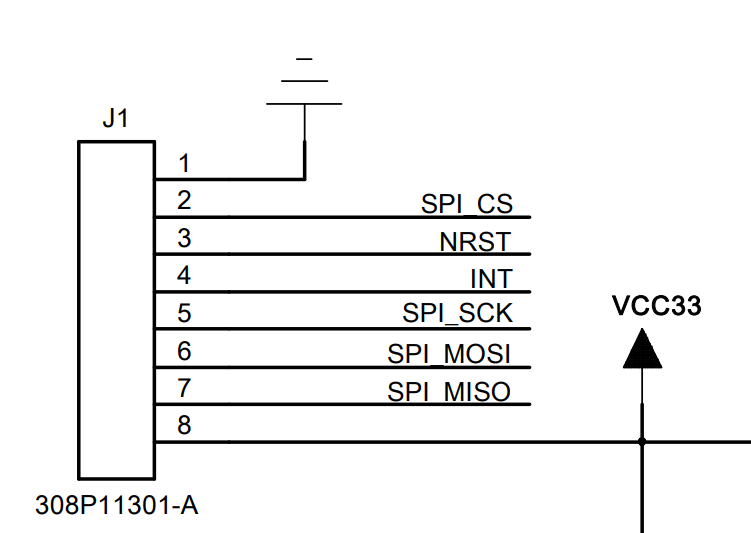 J1
1
2 SPI_CS
3 NRST
4 INT
5 SPI_SCK
VCC33
6 SPI_MOSI
7 SPI_MISO
8
308P11301-A